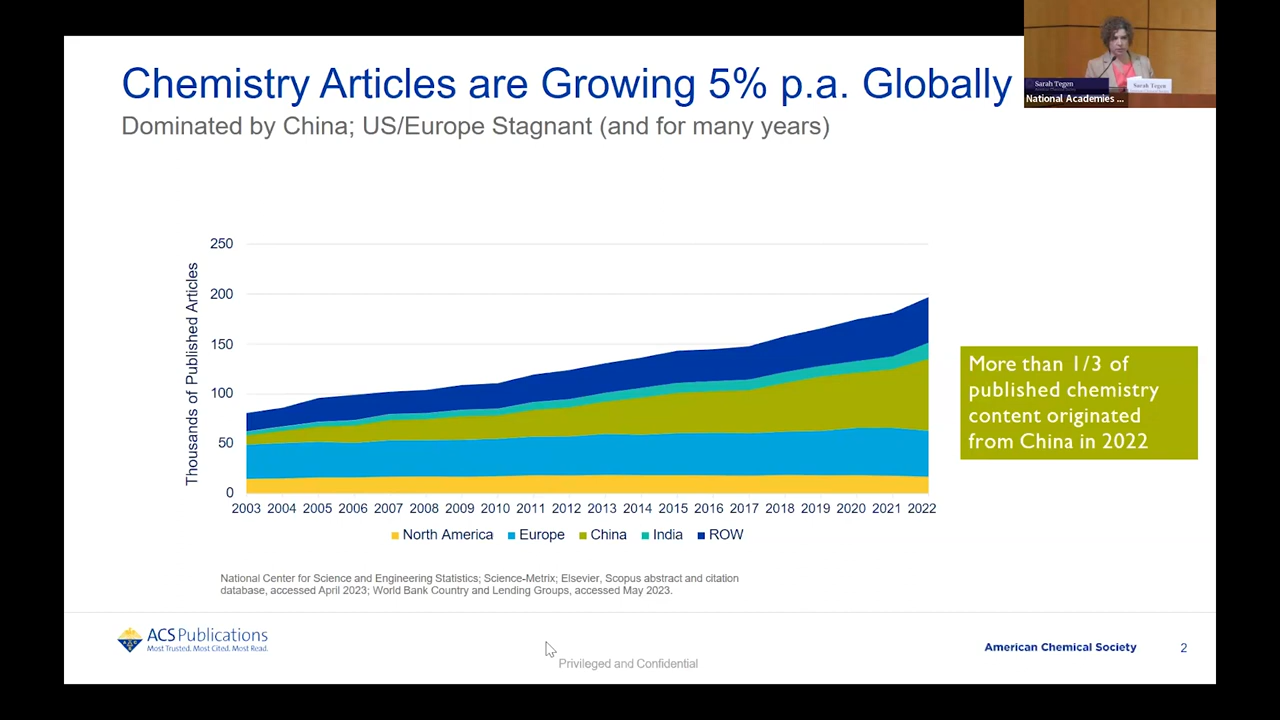 Chemistry Articles are Growing 5% p.a. Globally
Dominated by China; US/Europe Stagnant (and for many years)
Sarah Tegen
Sarah Tegen
National Academies ...
Thousands of Published Articles
250
200
150
100
50
0
2003 2004 2005 2006 2007 2008 2009 2010 2011 2012 2013 2014 2015 2016 2017 2018 2019 2020 2021 2022
North America Europe China India ROW
More than 1/3 of
published chemistry
content originated
from China in 2022
National Center for Science and Engineering Statistics; Science-Metrix; Elsevier, Scopus abstract and citation
database, accessed April 2023; World Bank Country and Lending Groups, accessed May 2023.
ACS Publications
Most Trusted. Most Cited. Most Read.
Privileged and Confidential
American Chemical Society
2